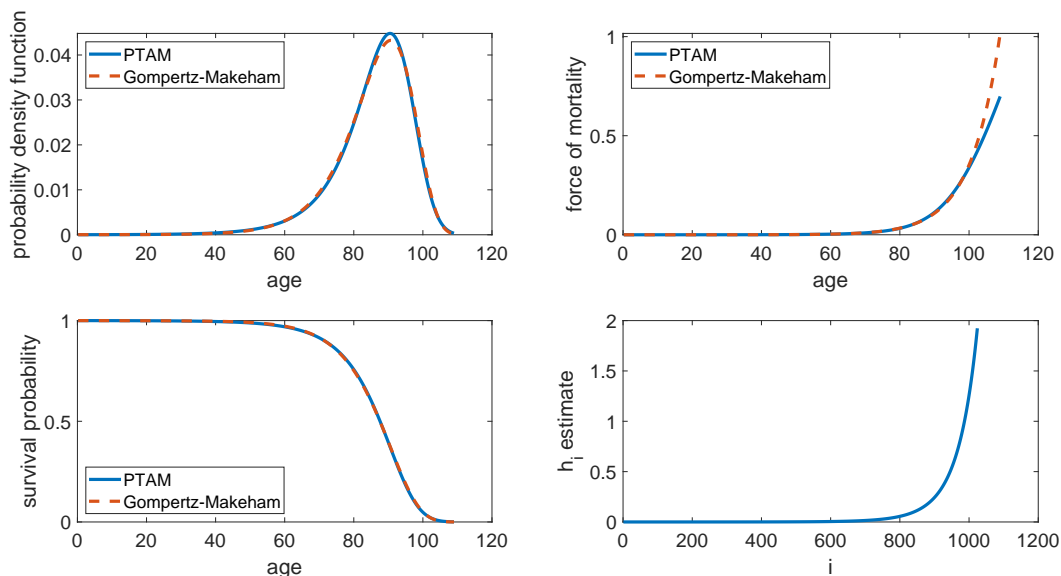 probability density function
0.04
0.03
0.02
0.01
0
PTAM
Gompertz-Makeham
0 20 40 60 80 100 120
age
force of mortality
1
0.5
0
PTAM
Gompertz-Makeham
0 20 40 60 80 100 120
age
survival probability
1
0.5
0
PTAM
Gompertz-Makeham
0 20 40 60 80 100 120
age
h_i estimate
2
1.5
1
0.5
0
0 200 400 600 800 1000 1200
i